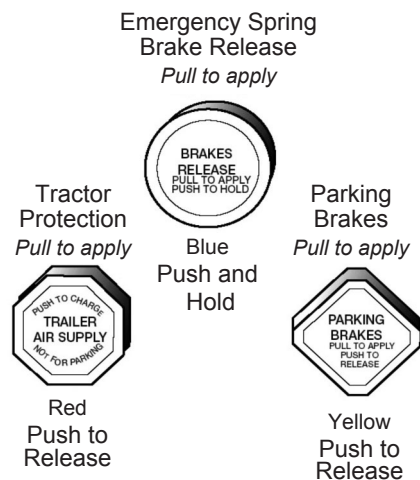 Emergency Spring
Brake Release
Pull to apply
BRAKES
RELEASE
PULL TO APPLY
PUSH TO HOLD
Blue
Push and
Hold
Tractor
Protection
Pull to apply
PUSH TO CHARGE
TRAILER
AIR SUPPLY
NOT FOR PARKING
Red
Push to
Release
Parking
Brakes
Pull to apply
PARKING
BRAKES
PULL TO APPLY
PUSH TO
RELEASE
Yellow
Push to
Release